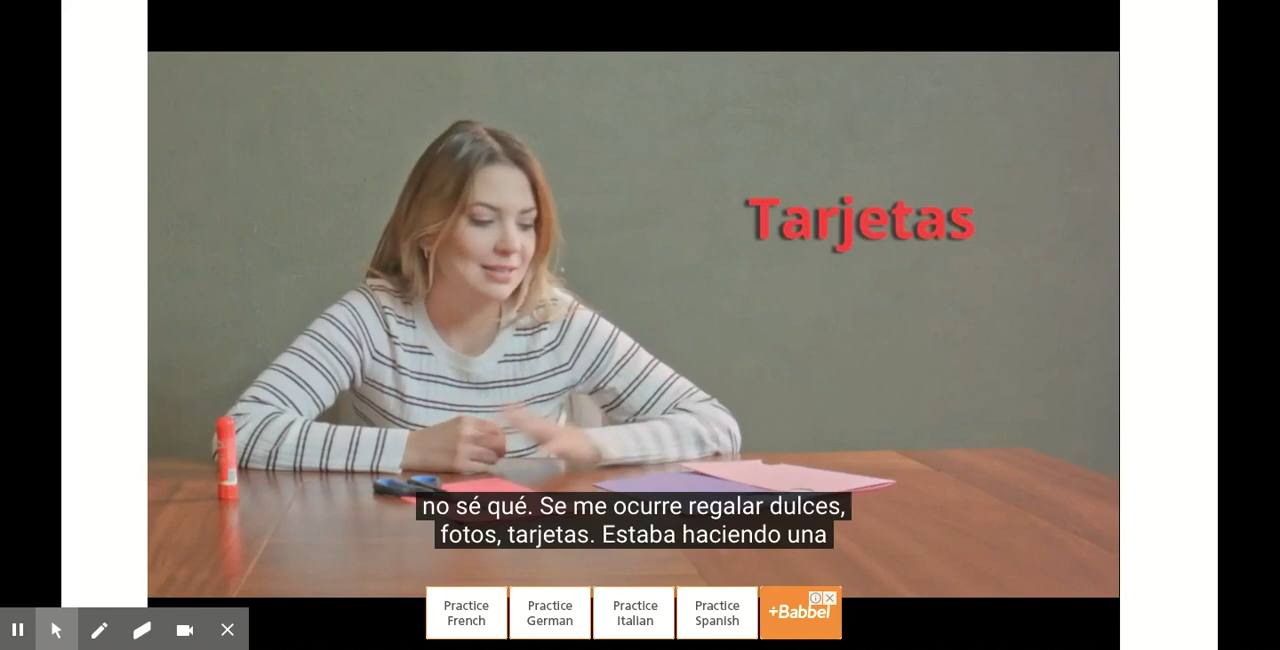 Tarjetas
no sé qué. Se me ocurre regalar dulces,
fotos, tarjetas. Estaba haciendo una
Practice
French
Practice
German
Practice
Italian
Practice
Spanish
+Babbel